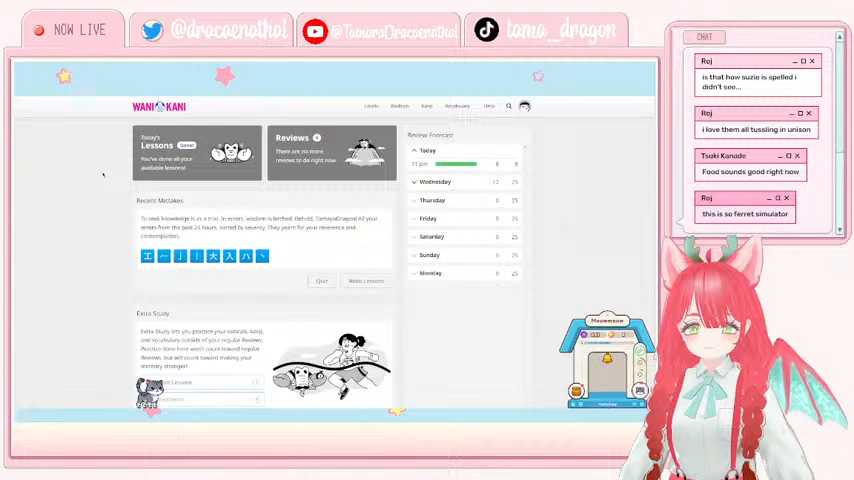 NOW LIVE
@dracaenathal
@TamaraDracaenathal
tama_dragon
WANIKANI
Levels
Radicals
Kanji
Vocabulary
Help
Today's
Lessons
Done!
You've done all your
available lessons!
Reviews 0
There are no more
reviews to do right now.
Review Forecast
Today
11 pm 8 8
Wednesday 17 25
Thursday 0 25
Friday 0 25
Saturday 0 25
Sunday 0 25
Monday 0 25
Recent Mistakes
To seek knowledge is as a trial. In errors, wisdom is birthed. Behold, TamagoDragon! All your
errors from the past 24 hours, sorted by severity. They yearn for your reverence and
contemplation.
工 𠂉 亅 丨 大 入 ハ 丶
Quiz
Extra Study
Extra Study lets you practice your radicals, kanji,
and vocabulary outside of your regular Reviews.
Practice done here won't count toward regular
Reviews, but will count toward making your
memory stronger!
Lessons
CHAT
Roj
is that how suzie is spelled i
didn't see...
Roj
i love them all tussling in unison
Tsuki Kanade
Food sounds good right now
Roj
this is so ferret simulator
Meowmeow